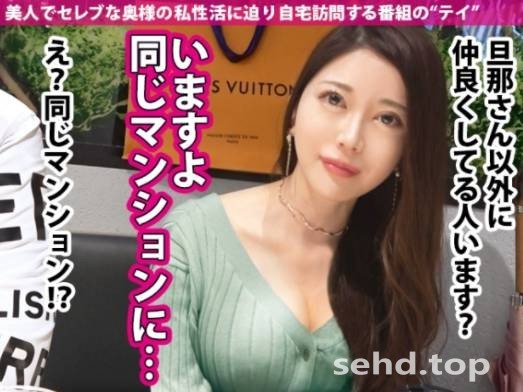 美人でセレブな奥様の私性活に迫り自宅訪問する番組の“テイ”
旦那さん以外に
仲良くしてる人います?
いますよ
同じマンションに…
え?同じマンション!?
IS VUITTON
sehd.top